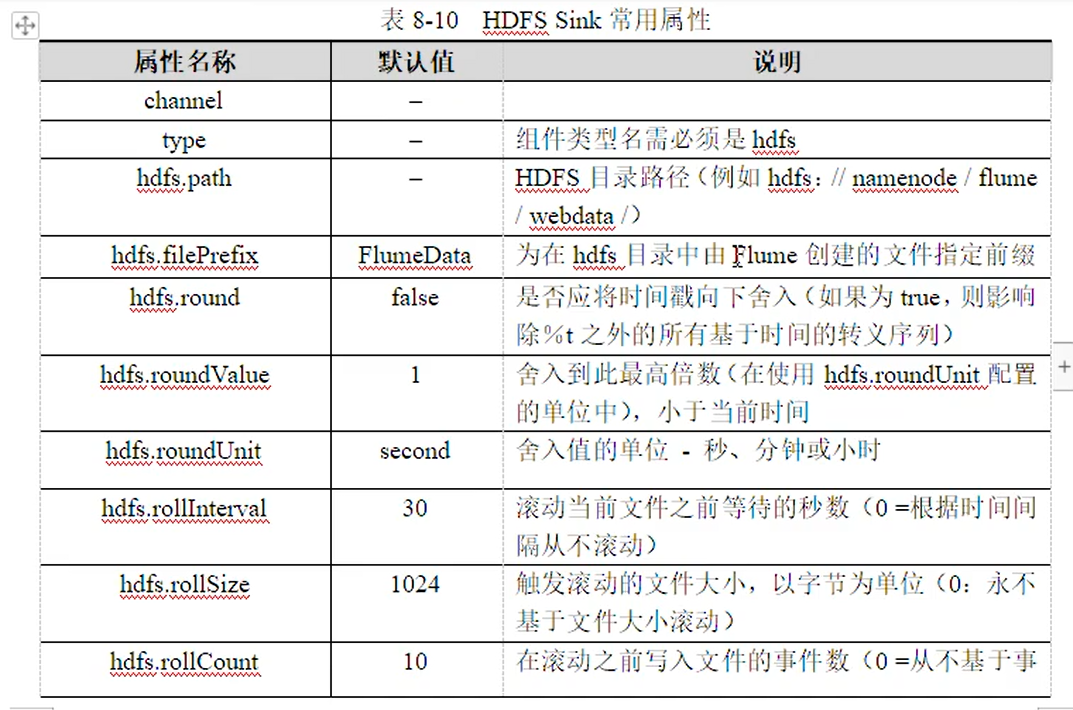 表 8-10 HDFS Sink 常用属性
属性名称 默认值 说明
channel –
type – 组件类型名需必须是 hdfs
hdfs.path – HDFS 目录路径（例如 hdfs：// namenode / flume
/ webdata /）
hdfs.filePrefix FlumeData 为在 hdfs 目录中由 Flume 创建的文件指定前缀
hdfs.round false 是否应将时间戳向下舍入（如果为 true，则影响
除%t 之外的所有基于时间的转义序列）
hdfs.roundValue 1 舍入到此最高倍数（在使用 hdfs.roundUnit 配置
的单位中），小于当前时间
hdfs.roundUnit second 舍入值的单位 - 秒、分钟或小时
hdfs.rollInterval 30 滚动当前文件之前等待的秒数（0 =根据时间间
隔从不滚动）
hdfs.rollSize 1024 触发滚动的文件大小，以字节为单位（0：永不
基于文件大小滚动）
hdfs.rollCount 10 在滚动之前写入文件的事件数（0 =从不基于事